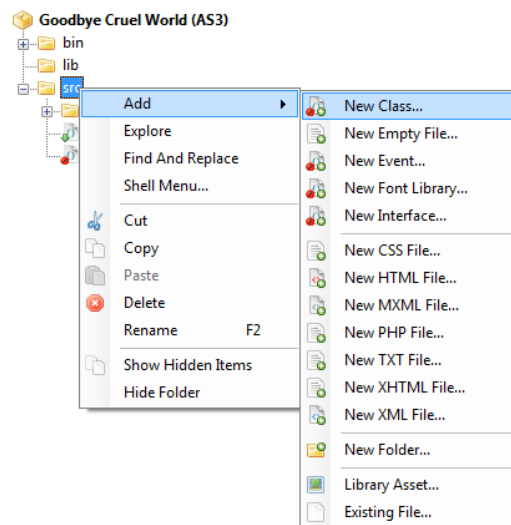 Goodbye Cruel World (AS3)
bin
lib
src
Add
Explore
Find And Replace
Shell Menu...
Cut
Copy
Paste
Delete
Rename F2
Show Hidden Items
Hide Folder
New Class...
New Empty File...
New Event...
New Font Library...
New Interface...
New CSS File...
New HTML File...
New MXML File...
New PHP File...
New TXT File...
New XHTML File...
New XML File...
New Folder...
Library Asset...
Existing File...